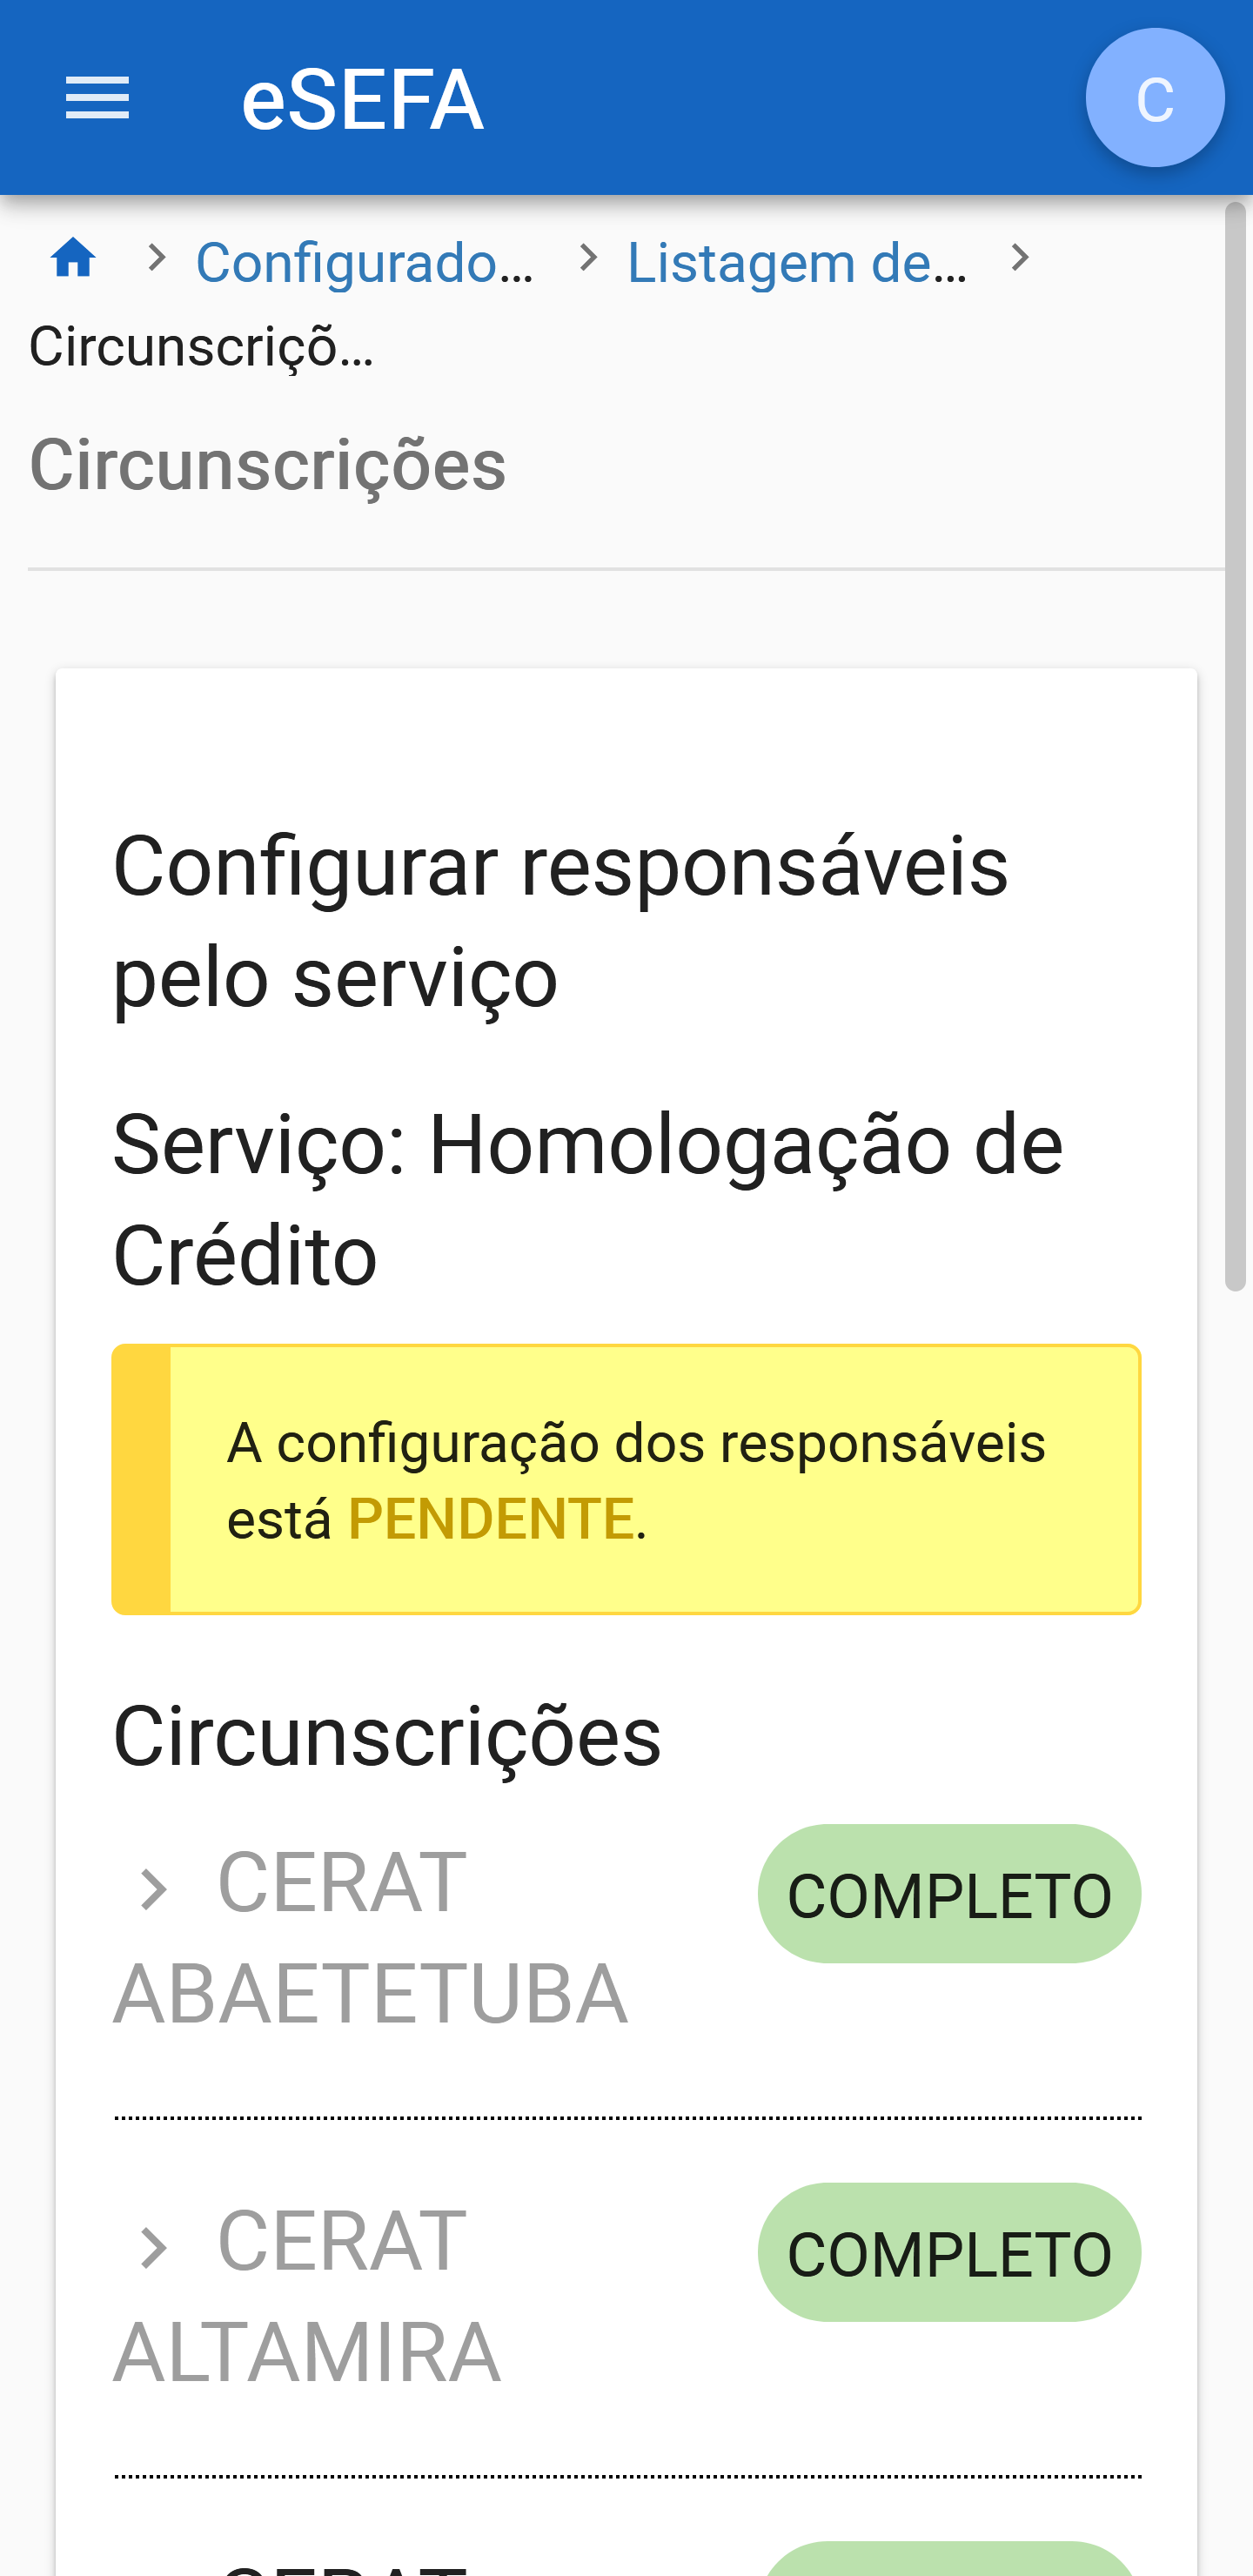 eSEFA
C
Configurado…
Listagem de…
Circunscriçõ…
Circunscrições
Configurar responsáveis
pelo serviço
Serviço: Homologação de
Crédito
A configuração dos responsáveis
está PENDENTE.
Circunscrições
CERAT
ABAETETUBA
COMPLETO
CERAT
ALTAMIRA
COMPLETO